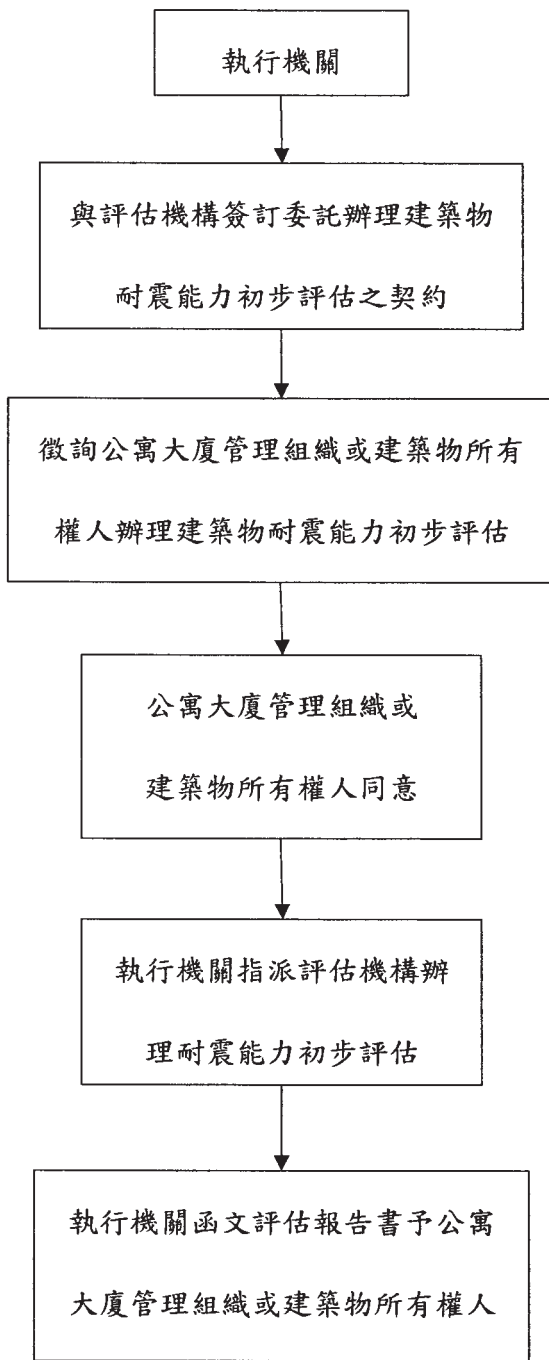 執行機關
與評估機構簽訂委託辦理建築物
耐震能力初步評估之契約
徵詢公寓大廈管理組織或建築物所有
權人辦理建築物耐震能力初步評估
公寓大廈管理組織或
建築物所有權人同意
執行機關指派評估機構辦
理耐震能力初步評估
執行機關函文評估報告書予公寓
大廈管理組織或建築物所有權人